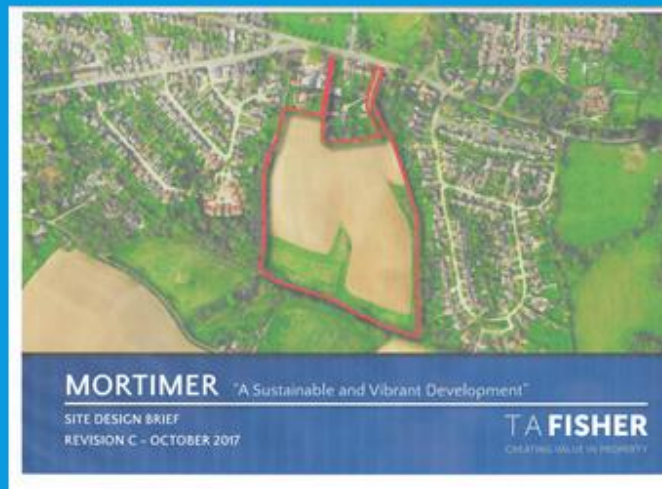 MORTIMER "A Sustainable and Vibrant Development"
SITE DESIGN BRIEF
REVISION C - OCTOBER 2017
TA FISHER
CREATING VALUE IN PROPERTY